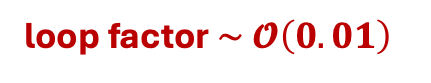 loop factor ~ 𝒪(0.01)